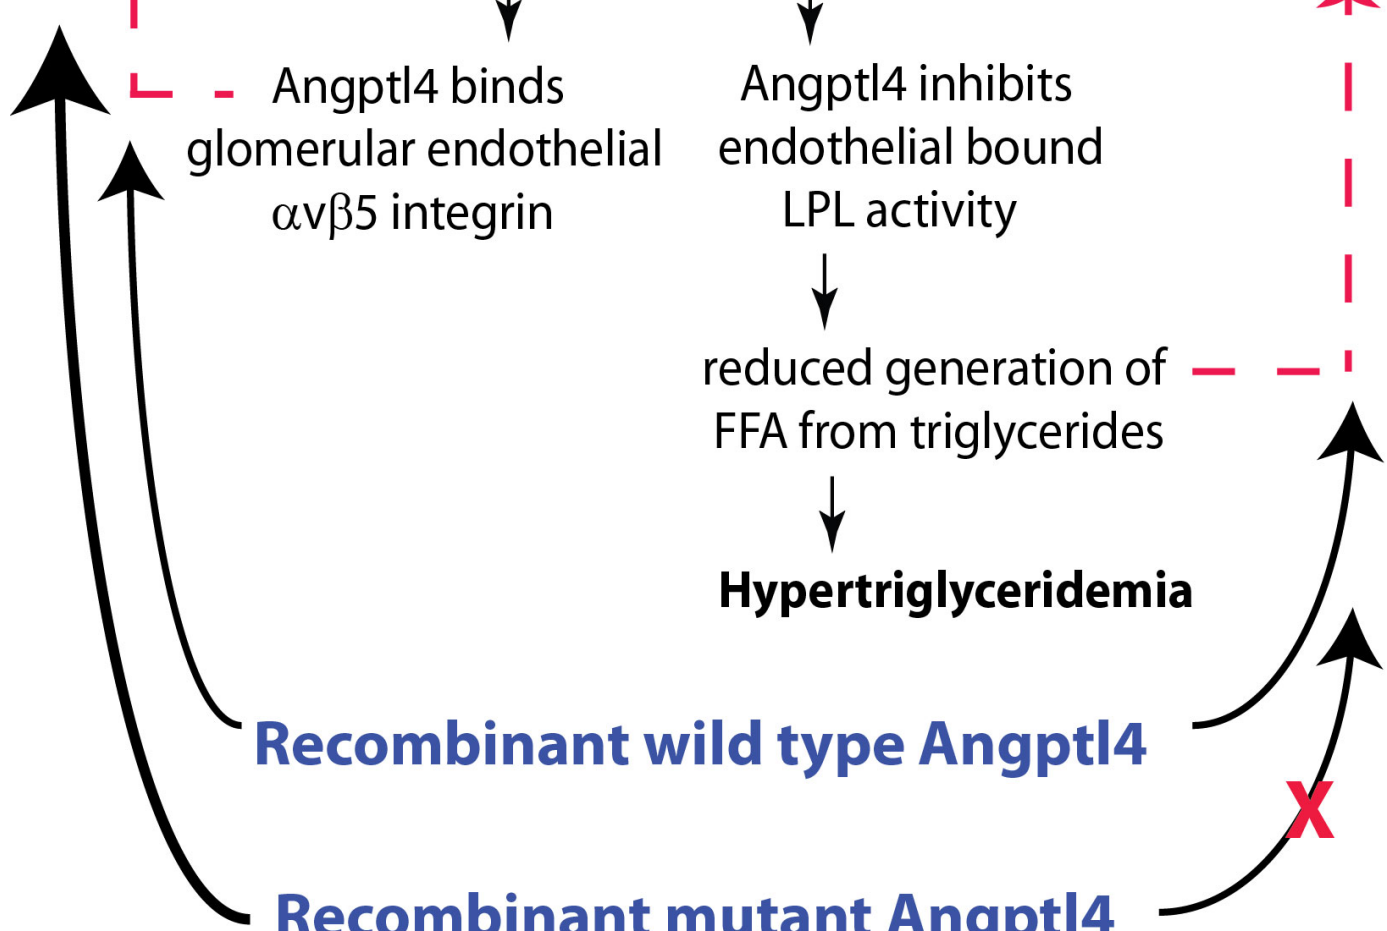 Angptl4 binds
glomerular endothelial
αvβ5 integrin
Angptl4 inhibits
endothelial bound
LPL activity
reduced generation of
FFA from triglycerides
Hypertriglyceridemia
Recombinant wild type Angptl4
X
Recombinant mutant Angptl4